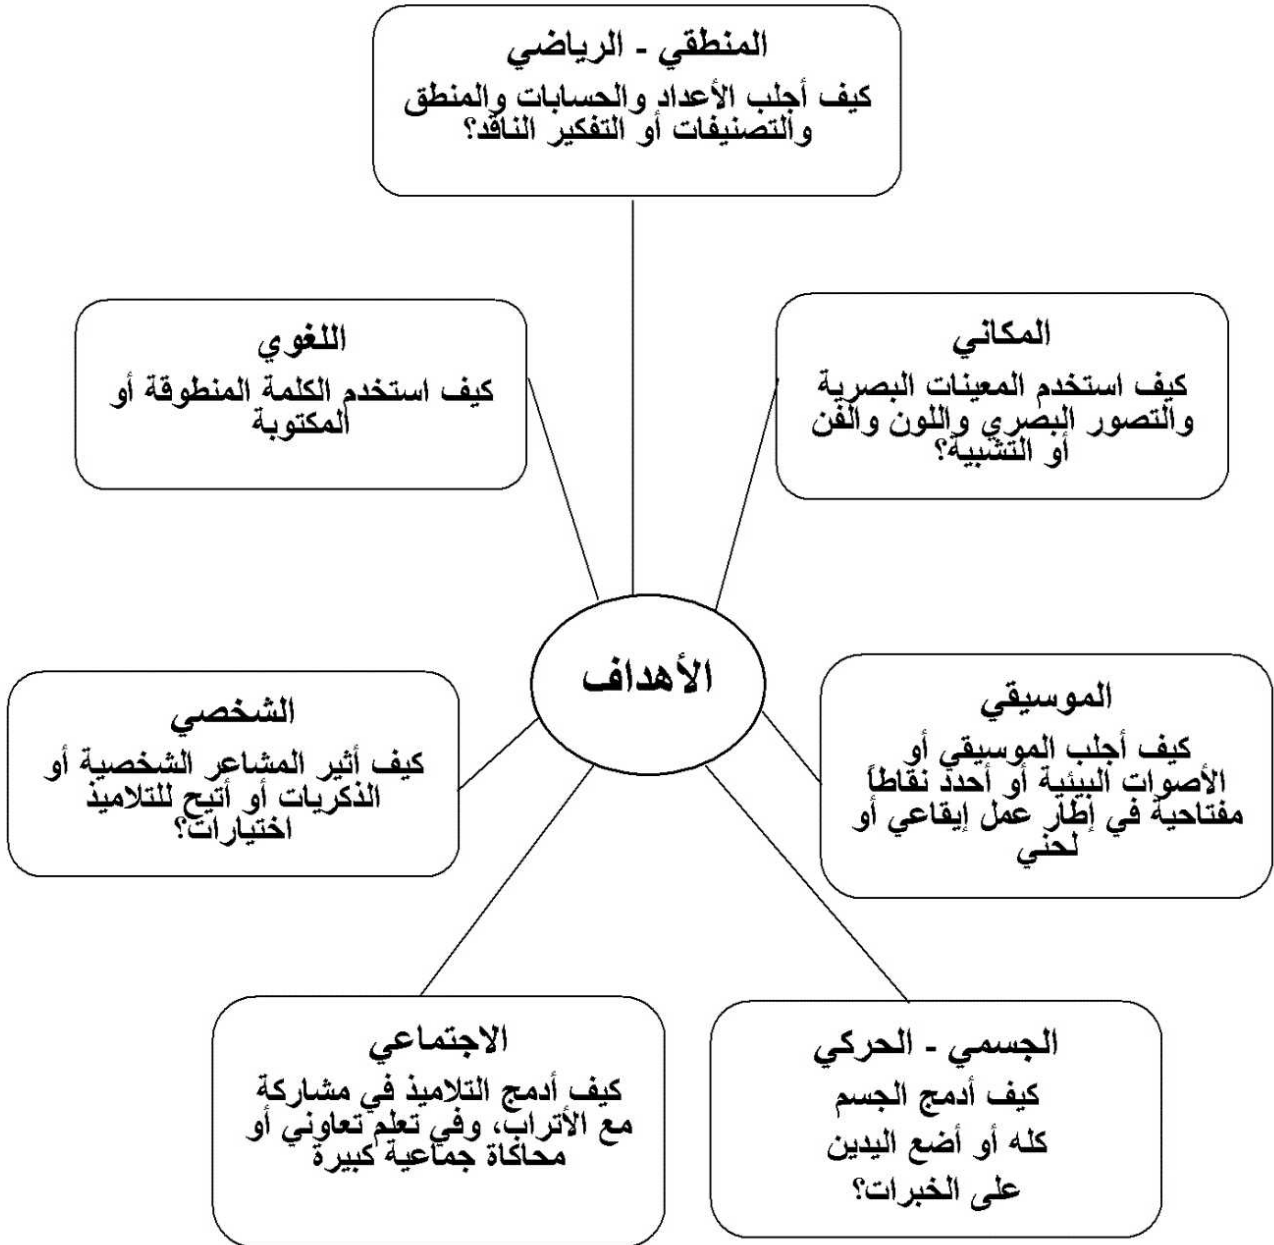 المنطقي - الرياضي
كيف أجلب الأعداد والحسابات والمنطق
والتصنيفات أو التفكير الناقد؟
المكاني
كيف استخدم المعينات البصرية
والتصور البصري واللون والفن
أو التشبية؟
اللغوي
كيف استخدم الكلمة المنطوقة أو
المكتوبة
الأهداف
الموسيقي
كيف أجلب الموسيقي أو
الأصوات البيئية أو أحدد نقاطاً
مفتاحية في إطار عمل إيقاعي أو
لحني
الشخصي
كيف أثير المشاعر الشخصية أو
الذكريات أو أتيح للتلاميذ
اختيارات؟
الجسمي - الحركي
كيف أدمج الجسم
كله أو أضع اليدين
على الخبرات؟
الاجتماعي
كيف أدمج التلاميذ في مشاركة
مع الأتراب، وفي تعلم تعاوني أو
محاكاة جماعية كبيرة